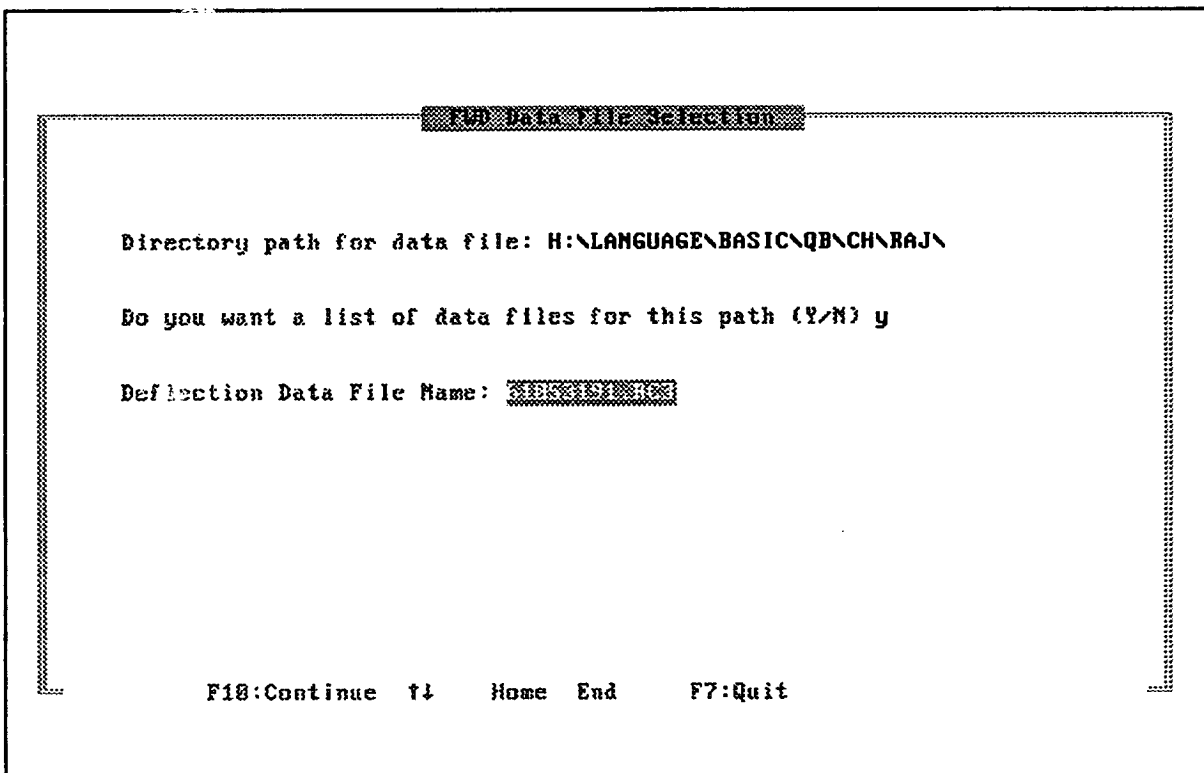 FWD Data File Selection
Directory path for data file: H:\LANGUAGE\BASIC\QB\CH\RAJ\
Do you want a list of data files for this path (Y/N) y
Deflection Data File Name:
F10:Continue ↑↓ Home End F7:Quit